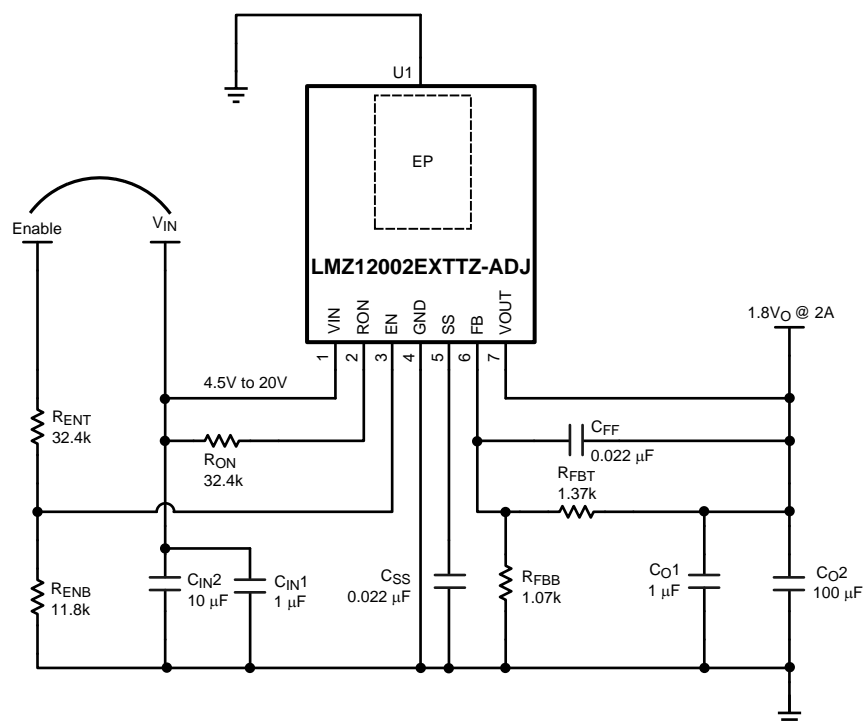 U1
EP
Enable
VIN
LMZ12002EXTTZ-ADJ
VIN
RON
EN
GND
SS
FB
VOUT
1
2
3
4
5
6
7
1.8VO @ 2A
4.5V to 20V
RENT
32.4k
RON
32.4k
CFF
0.022 μF
RFBT
1.37k
RENB
11.8k
CIN2
10 μF
CIN1
1 μF
CSS
0.022 μF
RFBB
1.07k
CO1
1 μF
CO2
100 μF